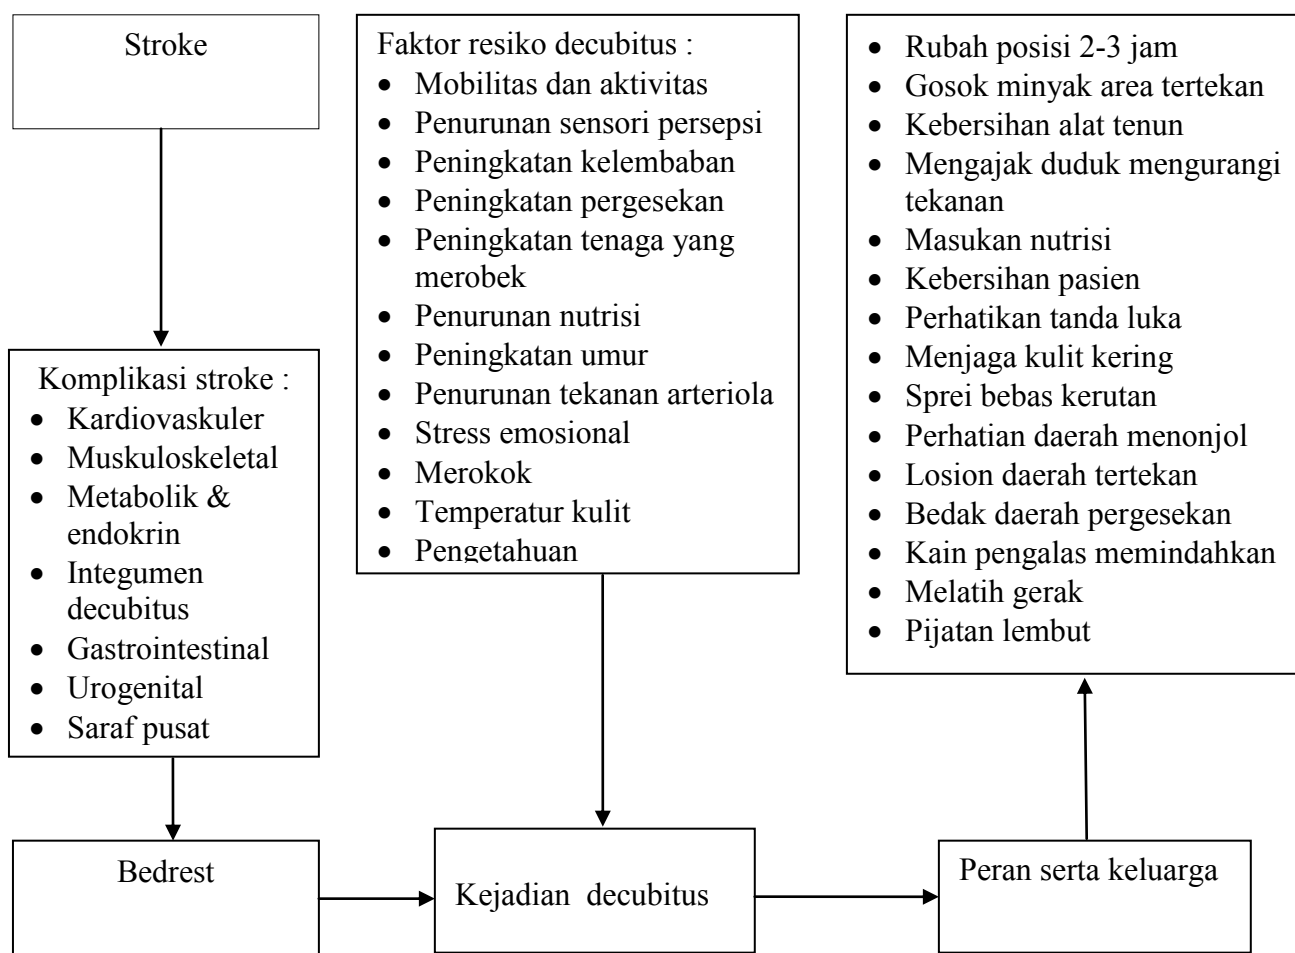 Stroke
Komplikasi stroke :
• Kardiovaskuler
• Muskuloskeletal
• Metabolik &
endokrin
• Integumen
decubitus
• Gastrointestinal
• Urogenital
• Saraf pusat
Bedrest
Faktor resiko decubitus :
• Mobilitas dan aktivitas
• Penurunan sensori persepsi
• Peningkatan kelembaban
• Peningkatan pergesekan
• Peningkatan tenaga yang
merobek
• Penurunan nutrisi
• Peningkatan umur
• Penurunan tekanan arteriola
• Stress emosional
• Merokok
• Temperatur kulit
• Pengetahuan
Kejadian decubitus
• Rubah posisi 2-3 jam
• Gosok minyak area tertekan
• Kebersihan alat tenun
• Mengajak duduk mengurangi
tekanan
• Masukan nutrisi
• Kebersihan pasien
• Perhatikan tanda luka
• Menjaga kulit kering
• Sprei bebas kerutan
• Perhatian daerah menonjol
• Losion daerah tertekan
• Bedak daerah pergesekan
• Kain pengalas memindahkan
• Melatih gerak
• Pijatan lembut
Peran serta keluarga